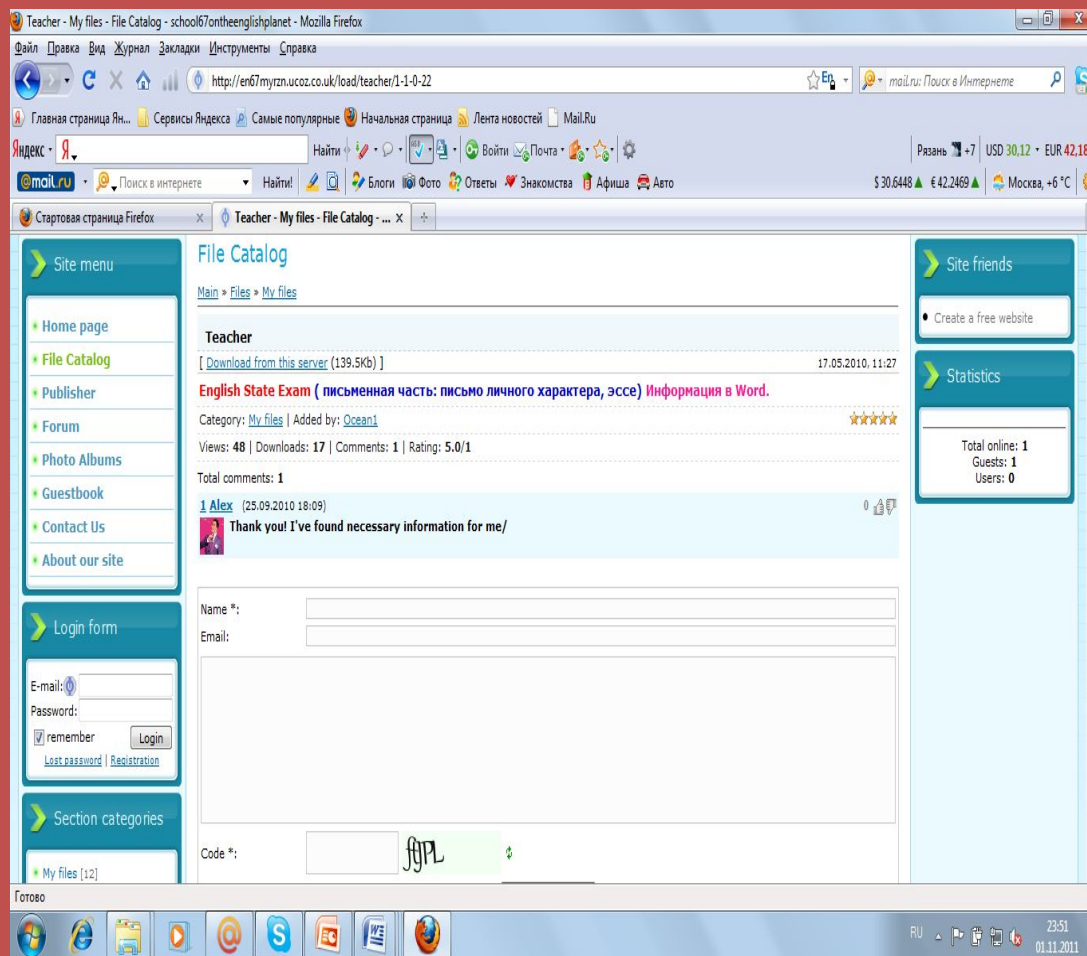 Teacher - My files - File Catalog - school67ontheenglishplanet - Mozilla Firefox
Файл Правка Вид Журнал Закладки Инструменты Справка
http://en67myrzn.ucoz.co.uk/load/teacher/1-1-0-22 En mail.ru: Поиск в Интернете
Главная страница Ян... Сервисы Яндекса Самые популярные Начальная страница Лента новостей Mail.Ru
Яндекс Я Найти Войти Почта Рязань +7 USD 30,12 EUR 42,18
@mail.ru Поиск в интернете Найти! Блоги Фото Ответы Знакомства Афиша Авто $ 30.6448 € 42.2469 Москва, +6 °C
Стартовая страница Firefox Teacher - My files - File Catalog - ...
Site menu
Home page
File Catalog
Publisher
Forum
Photo Albums
Guestbook
Contact Us
About our site
Login form
E-mail:
Password:
remember Login
Lost password | Registration
Section categories
My files [12]
File Catalog
Main » Files » My files
Teacher
[ Download from this server (139.5Kb) ] 17.05.2010, 11:27
English State Exam ( письменная часть: письмо личного характера, эссе) Информация в Word.
Category: My files | Added by: Ocean1
Views: 48 | Downloads: 17 | Comments: 1 | Rating: 5.0/1
Total comments: 1
1 Alex (25.09.2010 18:09) 0
Thank you! I've found necessary information for me/
Name *:
Email:
Code *:
Site friends
Create a free website
Statistics
Total online: 1
Guests: 1
Users: 0
Готово
RU 23:51
01.11.2011